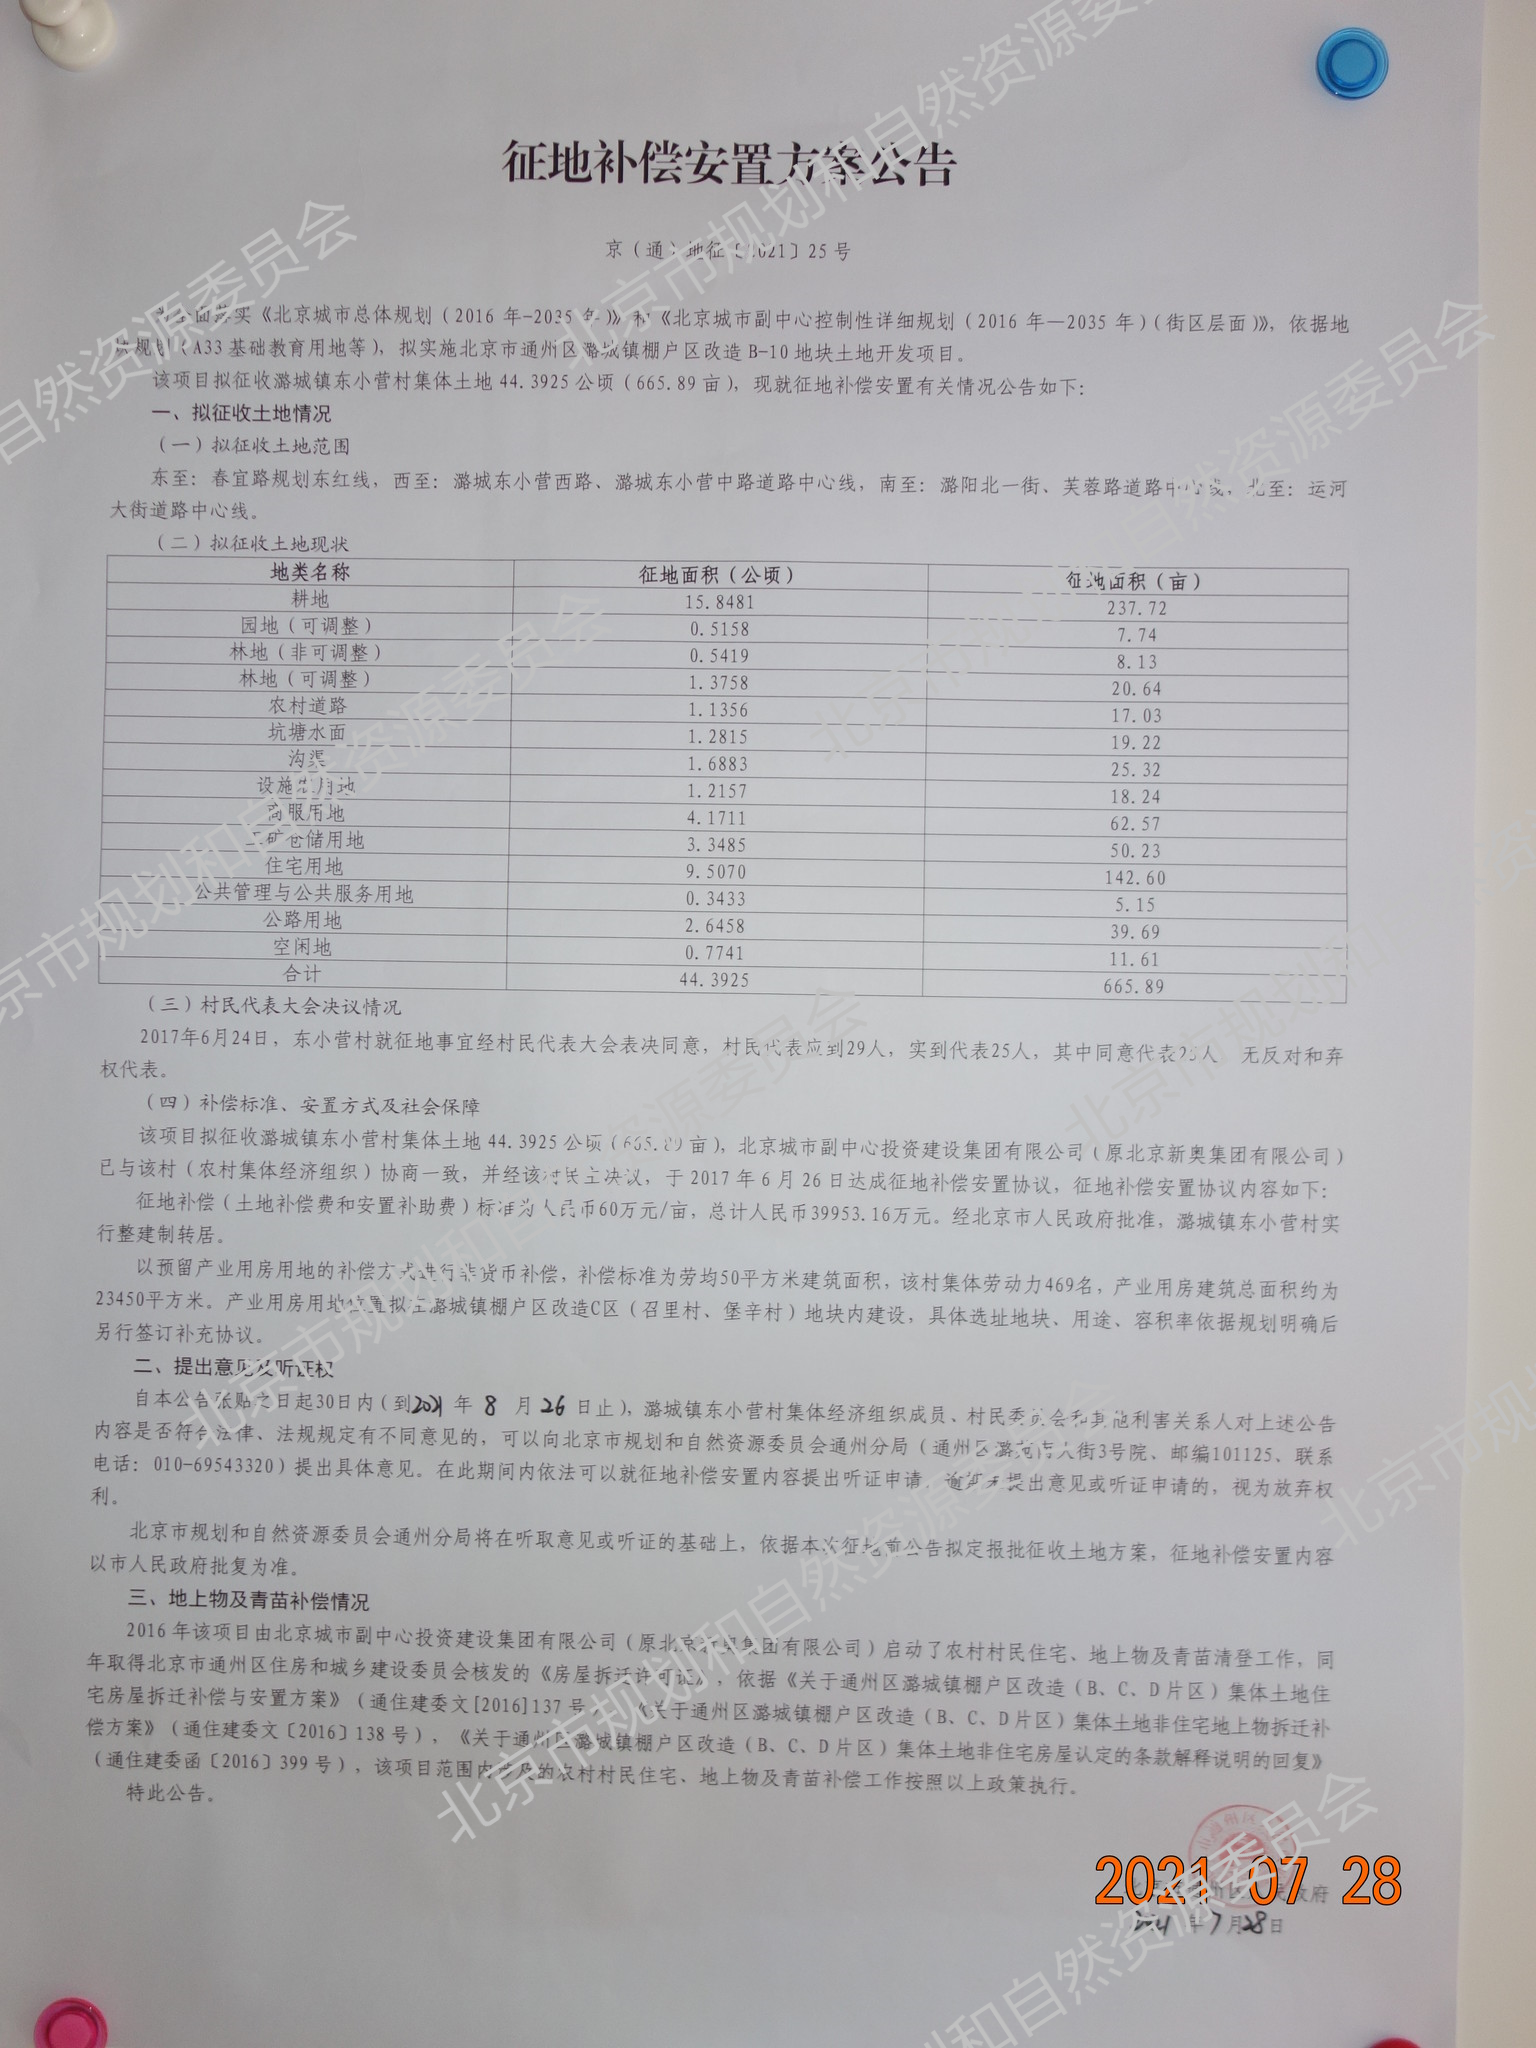 征地补偿安置方案公告
京（通）地征〔2021〕25号
为全面落实《北京城市总体规划（2016年-2035年）》和《北京城市副中心控制性详细规划（2016年—2035年）（街区层面）》，依据地
块规划（A33基础教育用地等），拟实施北京市通州区潞城镇棚户区改造B-10地块土地开发项目。
该项目拟征收潞城镇东小营村集体土地44.3925公顷（665.89亩），现就征地补偿安置有关情况公告如下：
一、拟征收土地情况
（一）拟征收土地范围
东至：春宜路规划东红线，西至：潞城东小营西路、潞城东小营中路道路中心线，南至：潞阳北一街、芙蓉路道路中心线，北至：运河
大街道路中心线。
（二）拟征收土地现状
地类名称 征地面积（公顷） 征地面积（亩）
耕地 15.8481 237.72
园地（可调整） 0.5158 7.74
林地（非可调整） 0.5419 8.13
林地（可调整） 1.3758 20.64
农村道路 1.1356 17.03
坑塘水面 1.2815 19.22
沟渠 1.6883 25.32
设施农用地 1.2157 18.24
商服用地 4.1711 62.57
工矿仓储用地 3.3485 50.23
住宅用地 9.5070 142.60
公共管理与公共服务用地 0.3433 5.15
公路用地 2.6458 39.69
空闲地 0.7741 11.61
合计 44.3925 665.89
（三）村民代表大会决议情况
2017年6月24日，东小营村就征地事宜经村民代表大会表决同意，村民代表应到29人，实到代表25人，其中同意代表25人 无反对和弃
权代表。
（四）补偿标准、安置方式及社会保障
该项目拟征收潞城镇东小营村集体土地44.3925公顷（665.89亩），北京城市副中心投资建设集团有限公司（原北京新奥集团有限公司）
已与该村（农村集体经济组织）协商一致，并经该村民主决议，于2017年6月26日达成征地补偿安置协议，征地补偿安置协议内容如下：
征地补偿（土地补偿费和安置补助费）标准为人民币60万元/亩，总计人民币39953.16万元。经北京市人民政府批准，潞城镇东小营村实
行整建制转居。
以预留产业用房用地的补偿方式进行非货币补偿，补偿标准为劳均50平方米建筑面积，该村集体劳动力469名，产业用房建筑总面积约为
23450平方米。产业用房用地位置拟在潞城镇棚户区改造C区（召里村、堡辛村）地块内建设，具体选址地块、用途、容积率依据规划明确后
另行签订补充协议。
二、提出意见及听证权
自本公告张贴之日起30日内（到2021年8月26日止），潞城镇东小营村集体经济组织成员、村民委员会和其他利害关系人对上述公告
内容是否符合法律、法规规定有不同意见的，可以向北京市规划和自然资源委员会通州分局（通州区潞苑南大街3号院、邮编101125、联系
电话：010-69543320）提出具体意见。在此期间内依法可以就征地补偿安置内容提出听证申请，逾期未提出意见或听证申请的，视为放弃权
利。
北京市规划和自然资源委员会通州分局将在听取意见或听证的基础上，依据本次征地前公告拟定报批征收土地方案，征地补偿安置内容
以市人民政府批复为准。
三、地上物及青苗补偿情况
2016年该项目由北京城市副中心投资建设集团有限公司（原北京新奥集团有限公司）启动了农村村民住宅、地上物及青苗清登工作，同
年取得北京市通州区住房和城乡建设委员会核发的《房屋拆迁许可证》，依据《关于通州区潞城镇棚户区改造（B、C、D片区）集体土地住
宅房屋拆迁补偿与安置方案》（通住建委文[2016]137号），《关于通州区潞城镇棚户区改造（B、C、D片区）集体土地非住宅地上物拆迁补
偿方案》（通住建委文〔2016〕138号），《关于通州区潞城镇棚户区改造（B、C、D片区）集体土地非住宅房屋认定的条款解释说明的回复》
（通住建委函〔2016〕399号），该项目范围内涉及的农村村民住宅、地上物及青苗补偿工作按照以上政策执行。
特此公告。
北京市通州区人民政府
2021年7月28日
2021 07 28
北京市规划和自然资源委员会